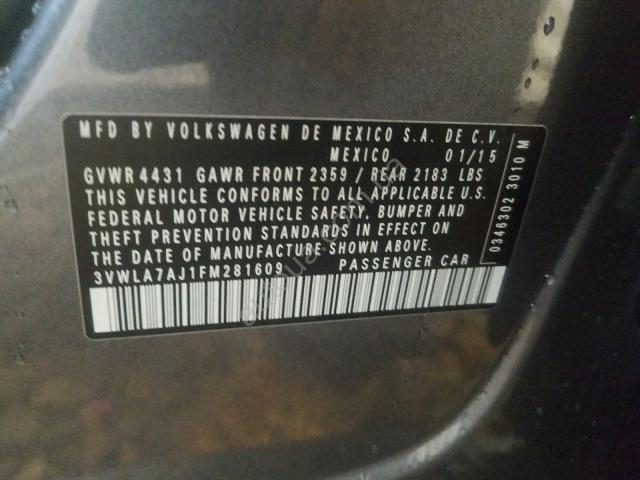 MFD BY VOLKSWAGEN DE MEXICO S.A. DE C.V.
MEXICO 01/15
GVWR 4431 GAWR FRONT 2359 / REAR 2183 LBS
THIS VEHICLE CONFORMS TO ALL APPLICABLE U.S.
FEDERAL MOTOR VEHICLE SAFETY, BUMPER AND
THEFT PREVENTION STANDARDS IN EFFECT ON
THE DATE OF MANUFACTURE SHOWN ABOVE.
3VWLA7AJ1FM281609 PASSENGER CAR
0346302 3010 M